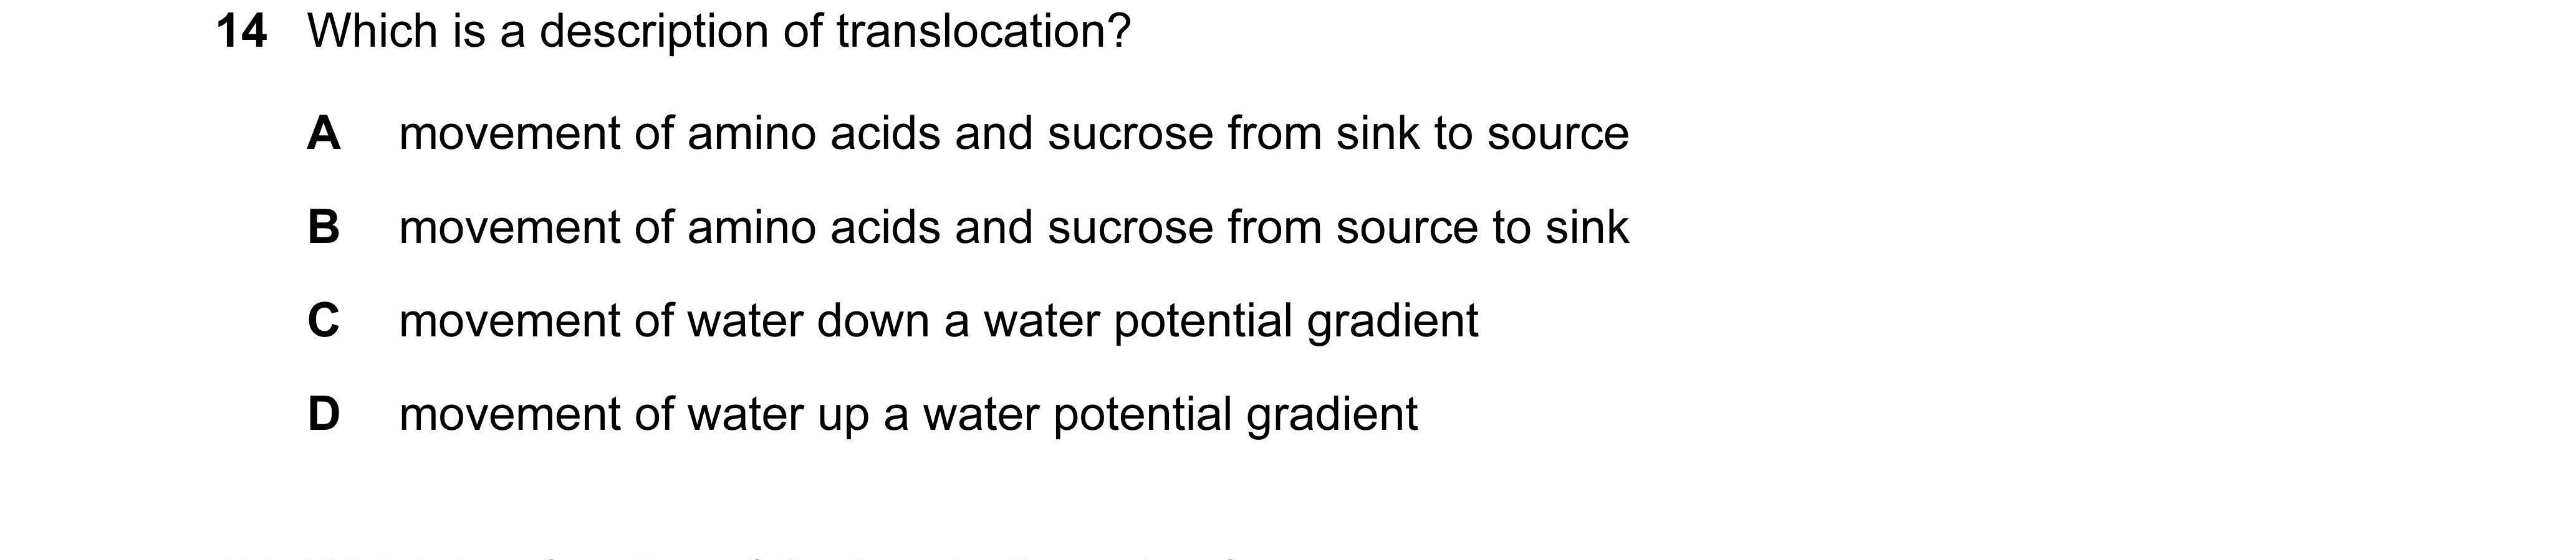 14 Which is a description of translocation?
A movement of amino acids and sucrose from sink to source
B movement of amino acids and sucrose from source to sink
C movement of water down a water potential gradient
D movement of water up a water potential gradient